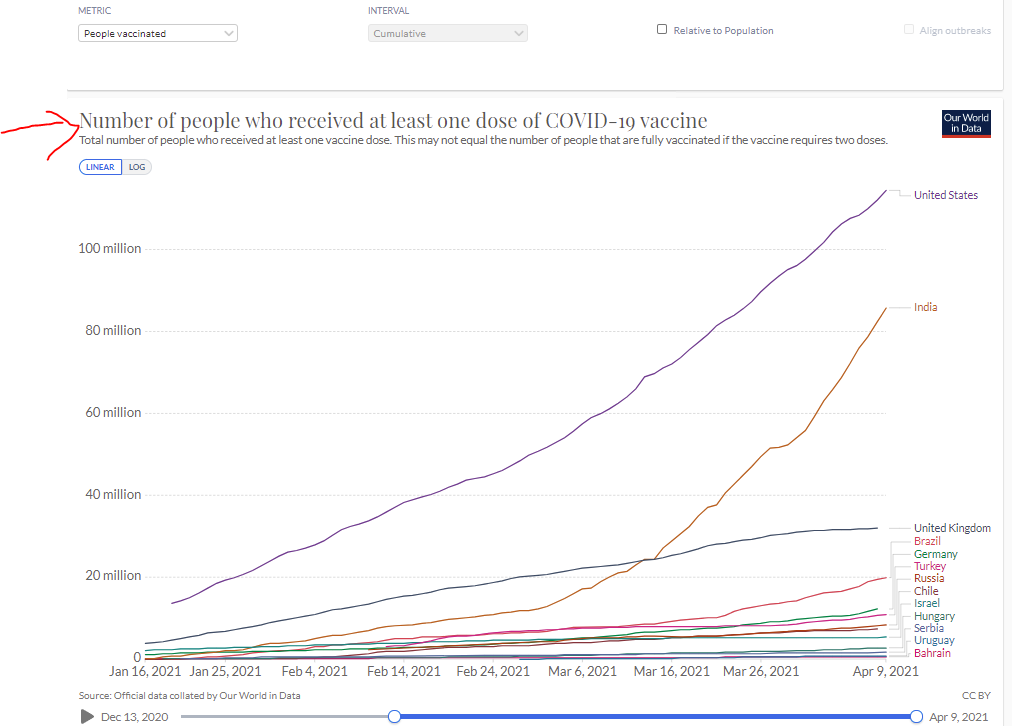 METRIC INTERVAL
People vaccinated Cumulative Relative to Population Align outbreaks
Number of people who received at least one dose of COVID-19 vaccine
Our World
in Data
Total number of people who received at least one vaccine dose. This may not equal the number of people that are fully vaccinated if the vaccine requires two doses.
LINEAR LOG
United States
100 million
India
80 million
60 million
40 million
United Kingdom
Brazil
Germany
Turkey
20 million
Russia
Chile
Israel
Hungary
Serbia
Uruguay
Bahrain
0
Jan 16, 2021 Jan 25, 2021 Feb 4, 2021 Feb 14, 2021 Feb 24, 2021 Mar 6, 2021 Mar 16, 2021 Mar 26, 2021 Apr 9, 2021
Source: Official data collated by Our World in Data CC BY
Dec 13, 2020 Apr 9, 2021